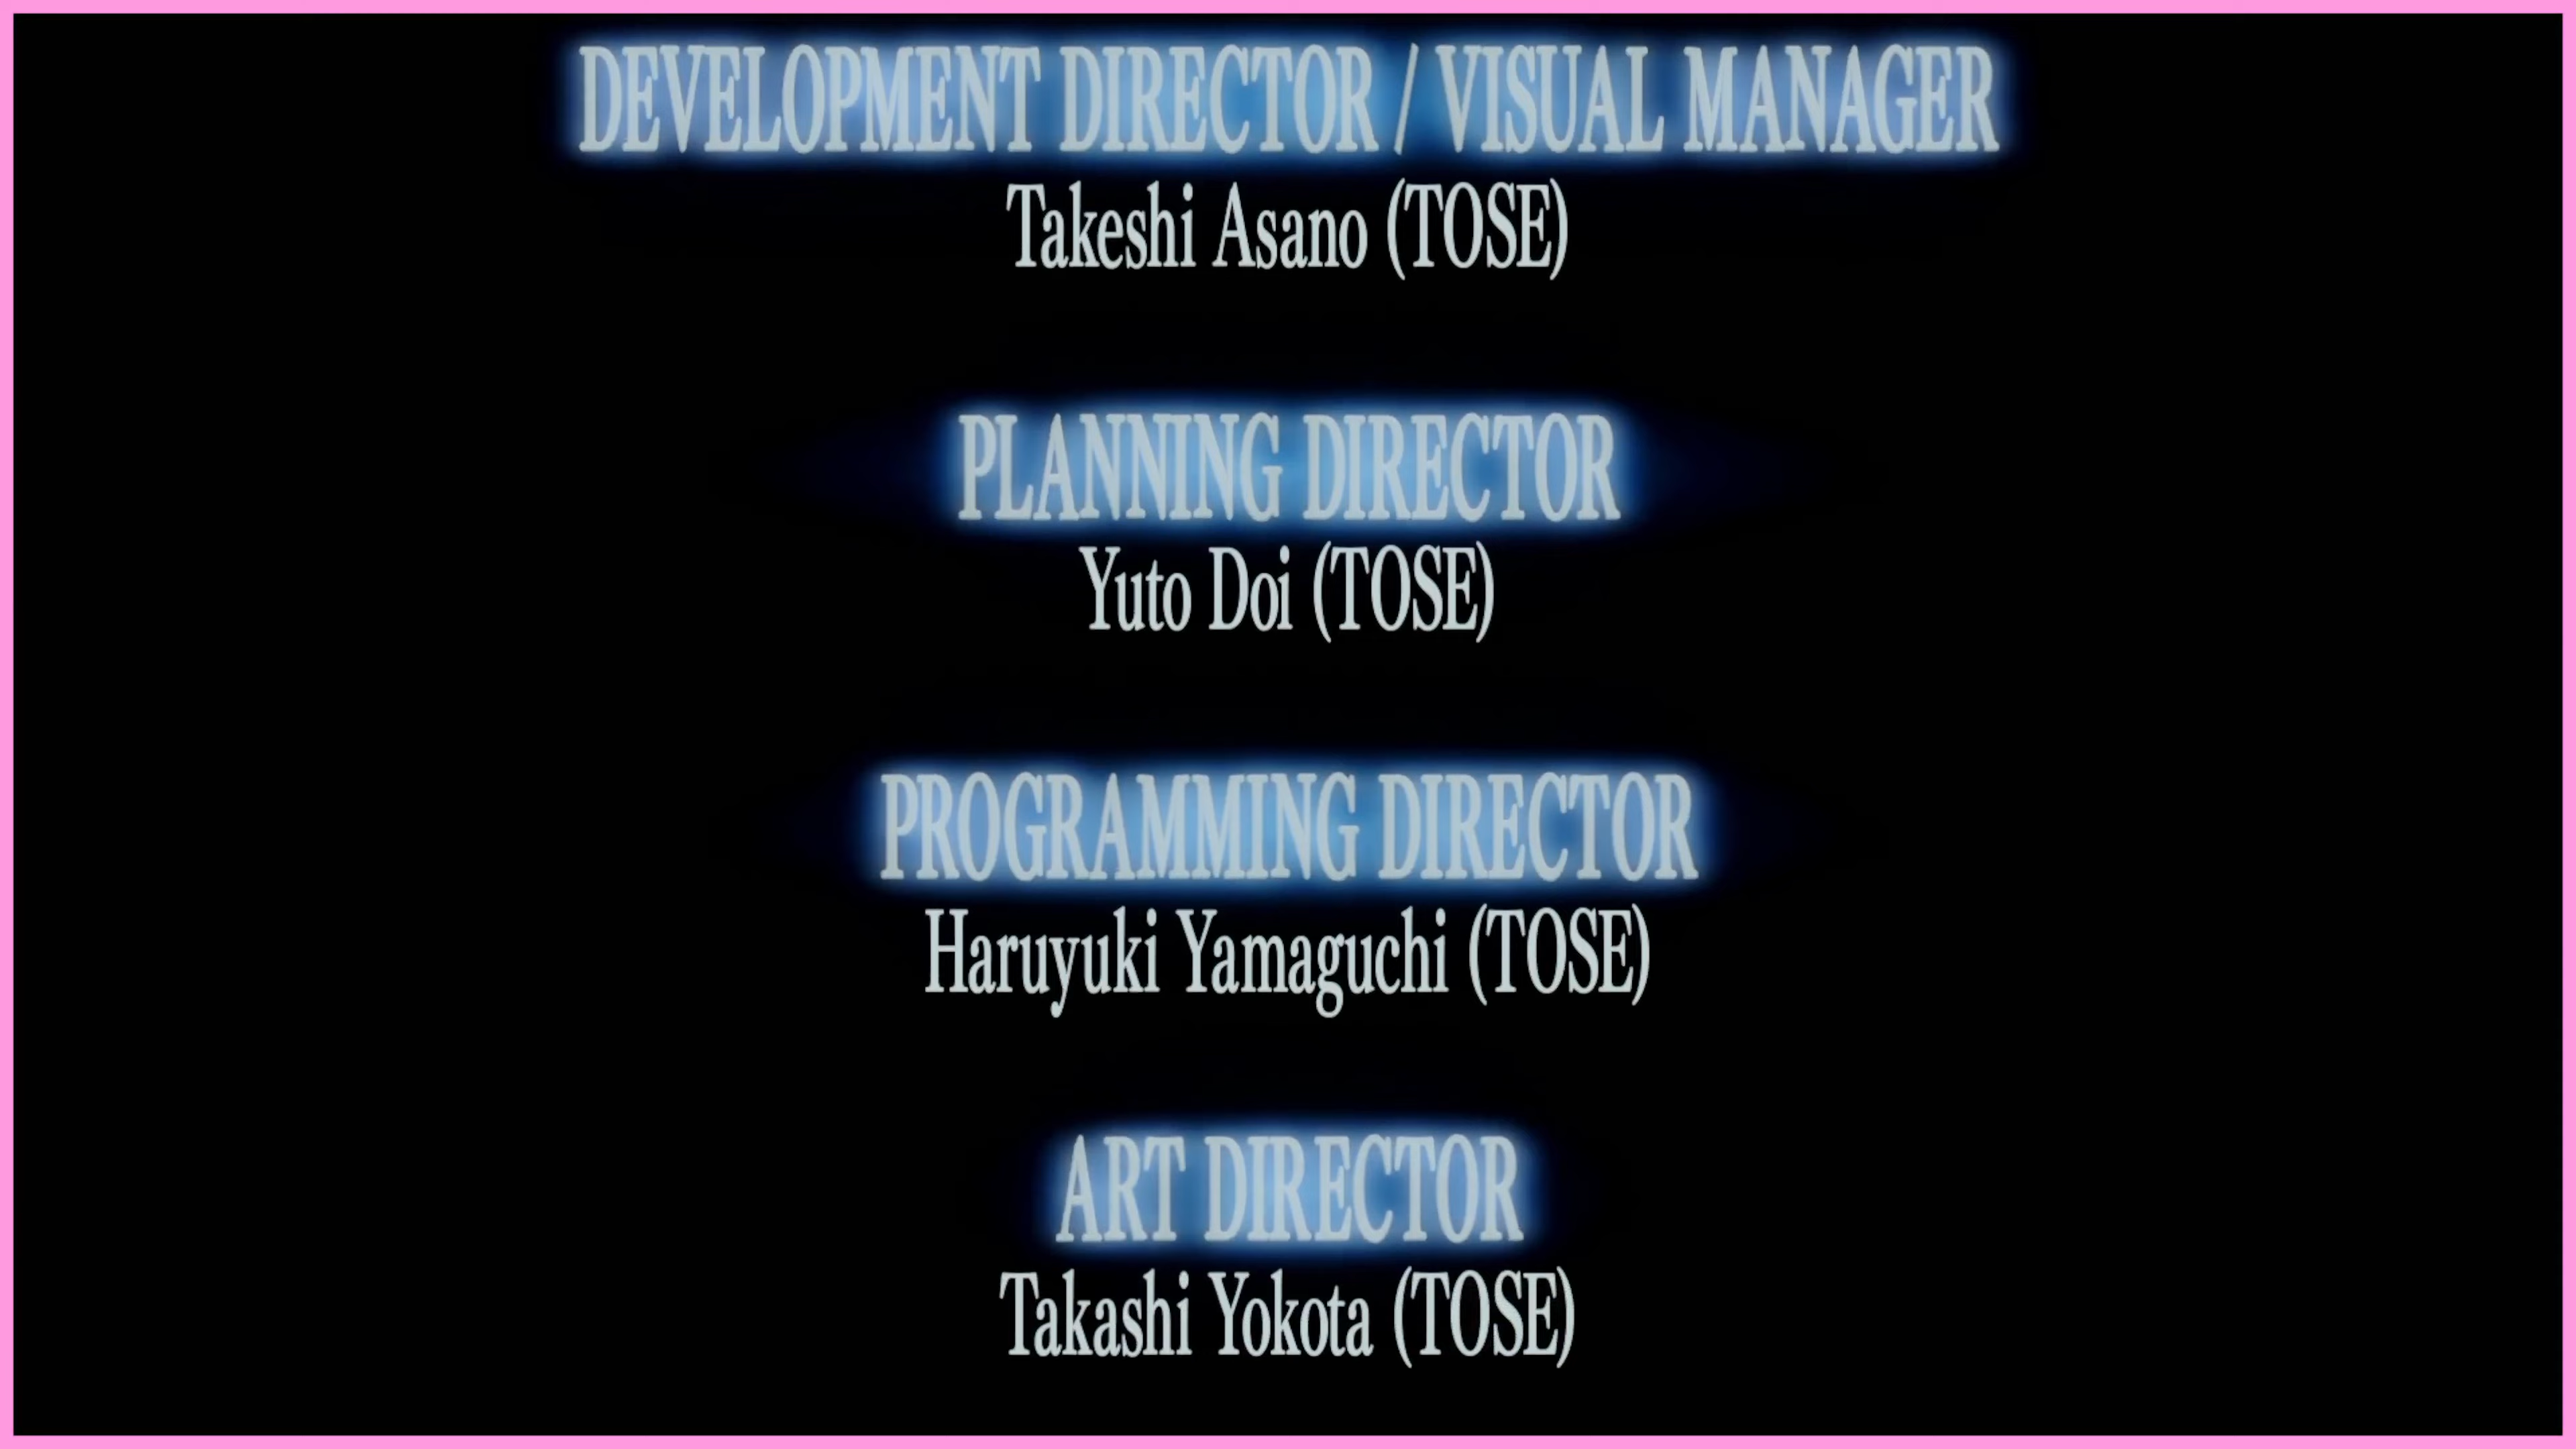 DEVELOPMENT DIRECTOR / VISUAL MANAGER
Takeshi Asano (TOSE)
PLANNING DIRECTOR
Yuto Doi (TOSE)
PROGRAMMING DIRECTOR
Haruyuki Yamaguchi (TOSE)
ART DIRECTOR
Takashi Yokota (TOSE)